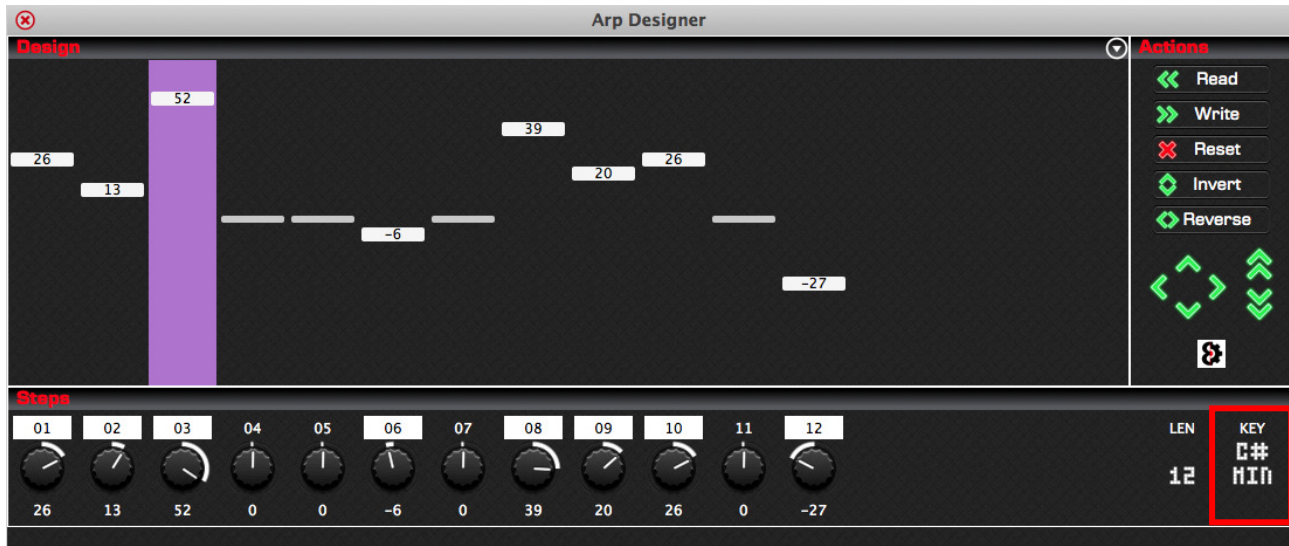 Arp Designer
Design
Actions
52
39
26
26
20
13
-6
-27
Read
Write
Reset
Invert
Reverse
Steps
01 02 03 04 05 06 07 08 09 10 11 12 LEN KEY
C#
12 MIN
26 13 52 0 0 -6 0 39 20 26 0 -27